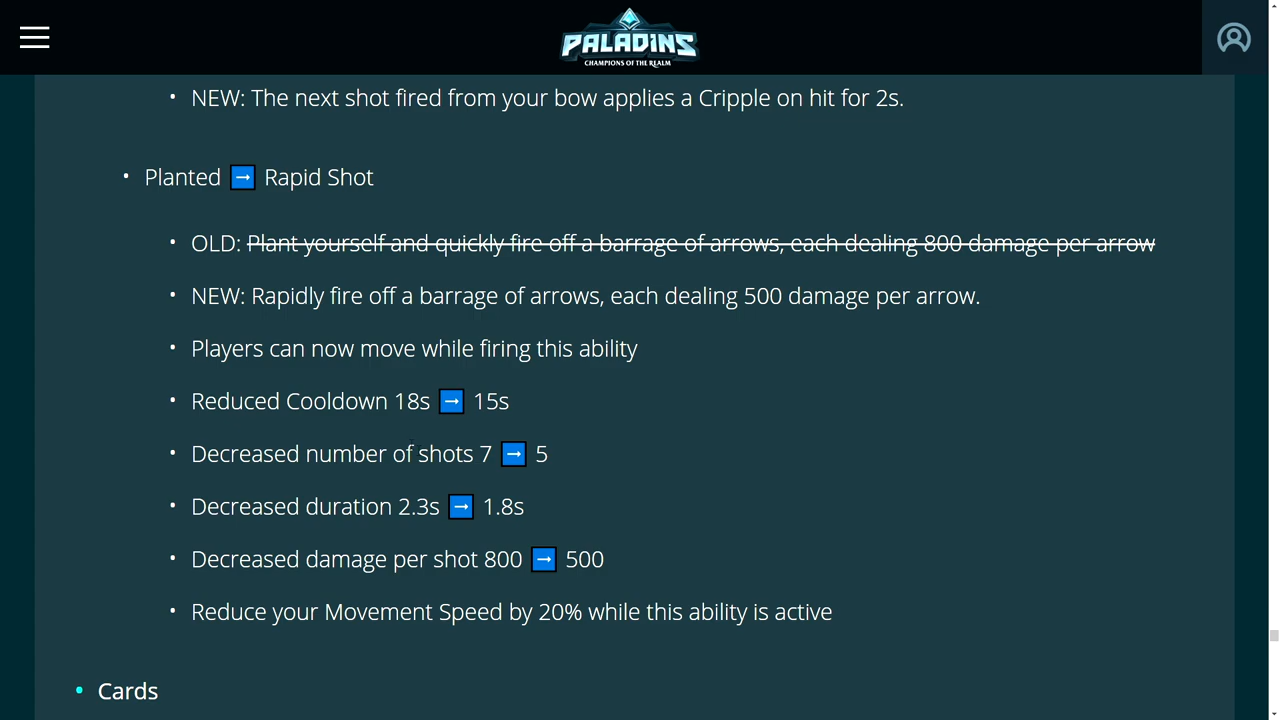 PALADINS
CHAMPIONS OF THE REALM
• NEW: The next shot fired from your bow applies a Cripple on hit for 2s.
• Planted ➡ Rapid Shot
• OLD: Plant yourself and quickly fire off a barrage of arrows, each dealing 800 damage per arrow
• NEW: Rapidly fire off a barrage of arrows, each dealing 500 damage per arrow.
• Players can now move while firing this ability
• Reduced Cooldown 18s ➡ 15s
• Decreased number of shots 7 ➡ 5
• Decreased duration 2.3s ➡ 1.8s
• Decreased damage per shot 800 ➡ 500
• Reduce your Movement Speed by 20% while this ability is active
• Cards